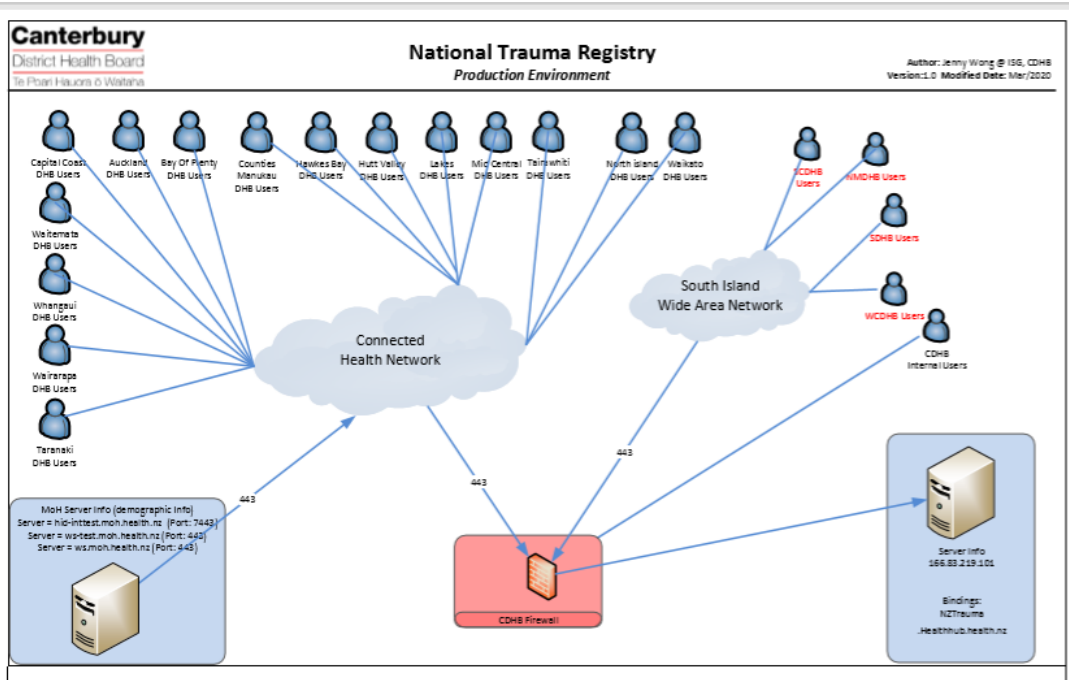 Canterbury
District Health Board
Te Poari Hauora ō Waitaha
National Trauma Registry
Production Environment
Author: Jenny Wong @ ISG, CDHB
Version:1.0 Modified Date: Mar/2020
Capital Coast
DHB Users
Auckland
DHB Users
Bay Of Plenty
DHB Users
Counties
Manukau
DHB Users
Hawkes Bay
DHB Users
Hutt Valley
DHB Users
Lakes
DHB Users
Mid Central
DHB Users
Tairawhiti
DHB Users
North island
DHB Users
Waikato
DHB Users
SCDHB
Users
NMDHB Users
Waitemata
DHB Users
SDHB Users
Whangaui
DHB Users
South Island
Wide Area Network
WCDHB Users
Connected
Health Network
CDHB
Internal Users
Wairarapa
DHB Users
Taranaki
DHB Users
443
443
443
MoH Server Info (demographic Info)
Server = hid-inttest.moh.health.nz (Port: 7443)
Server = ws-test.moh.health.nz (Port: 443)
Server = ws.moh.health.nz (Port: 443)
CDHB Firewall
Server Info
166.83.219.101
Bindings:
NZTrauma
.Healthhub.health.nz